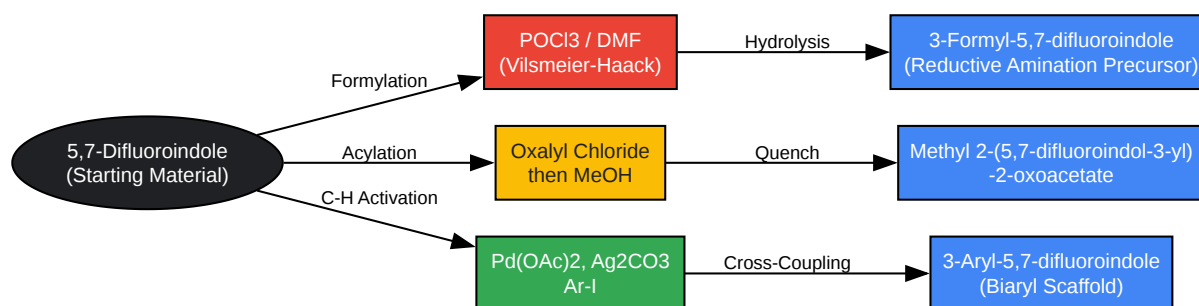 5,7-Difluoroindole
(Starting Material)
Formylation
POCl3 / DMF
(Vilsmeier-Haack)
Hydrolysis
3-Formyl-5,7-difluoroindole
(Reductive Amination Precursor)
Acylation
Oxalyl Chloride
then MeOH
Quench
Methyl 2-(5,7-difluoroindol-3-yl)
-2-oxoacetate
C-H Activation
Pd(OAc)2, Ag2CO3
Ar-I
Cross-Coupling
3-Aryl-5,7-difluoroindole
(Biaryl Scaffold)